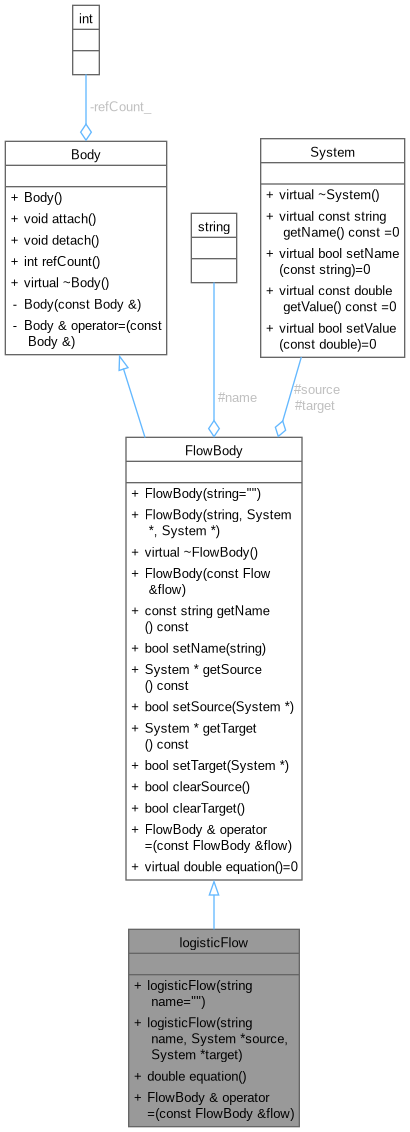 int
-refCount_
Body
+ Body()
+ void attach()
+ void detach()
+ int refCount()
+ virtual ~Body()
- Body(const Body &)
- Body & operator=(const
Body &)
System
+ virtual ~System()
+ virtual const string
getName() const =0
+ virtual bool setName
(const string)=0
+ virtual const double
getValue() const =0
+ virtual bool setValue
(const double)=0
string
#name
#source
#target
FlowBody
+ FlowBody(string="")
+ FlowBody(string, System
*, System *)
+ virtual ~FlowBody()
+ FlowBody(const Flow
&flow)
+ const string getName
() const
+ bool setName(string)
+ System * getSource
() const
+ bool setSource(System *)
+ System * getTarget
() const
+ bool setTarget(System *)
+ bool clearSource()
+ bool clearTarget()
+ FlowBody & operator
=(const FlowBody &flow)
+ virtual double equation()=0
logisticFlow
+ logisticFlow(string
name="")
+ logisticFlow(string
name, System *source,
System *target)
+ double equation()
+ FlowBody & operator
=(const FlowBody &flow)